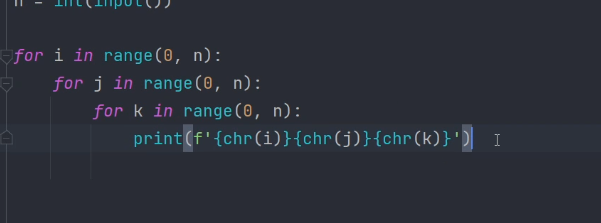 n = int(input())
for i in range(0, n):
for j in range(0, n):
for k in range(0, n):
print(f'{chr(i)}{chr(j)}{chr(k)}')